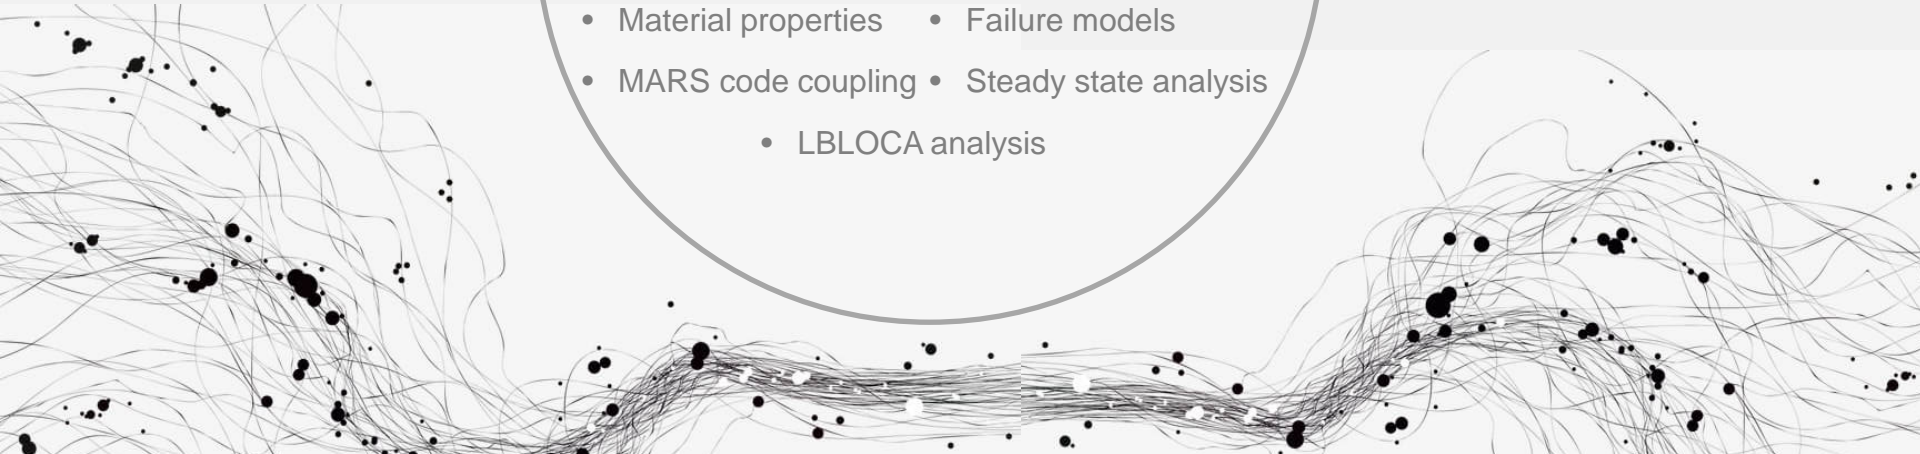 • Material properties • Failure models
• MARS code coupling • Steady state analysis
• LBLOCA analysis